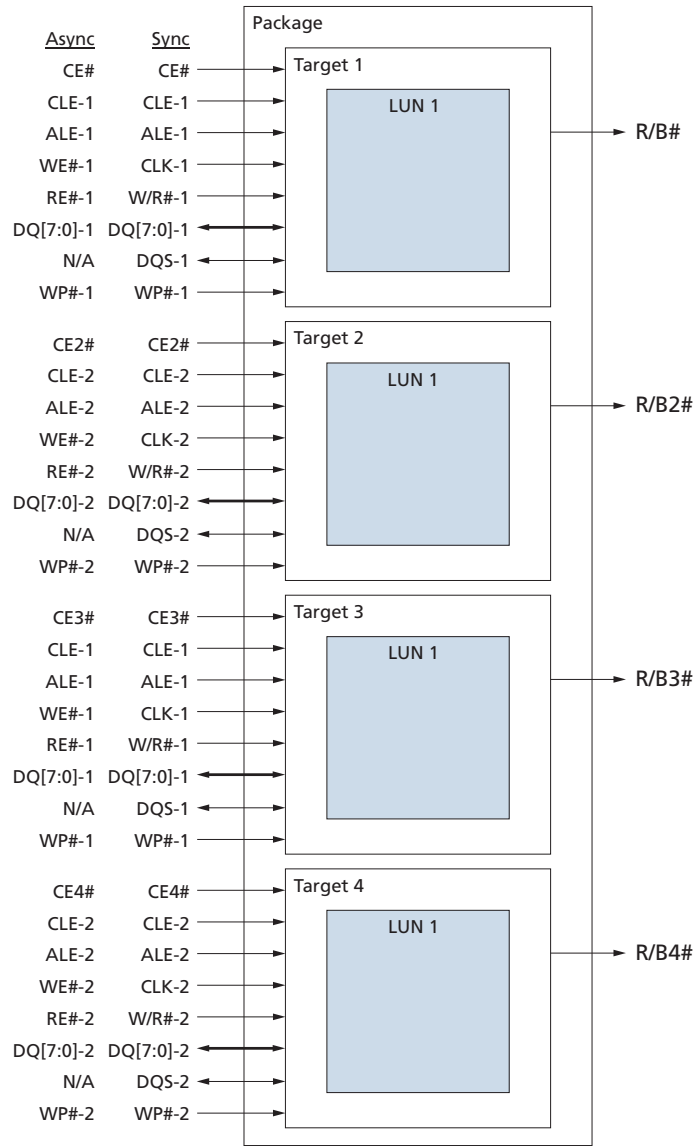 Package
Async Sync
Target 1
CE# CE#
CLE-1 CLE-1
LUN 1
ALE-1 ALE-1
R/B#
WE#-1 CLK-1
RE#-1 W/R#-1
DQ[7:0]-1 DQ[7:0]-1
N/A DQS-1
WP#-1 WP#-1
Target 2
CE2# CE2#
CLE-2 CLE-2
LUN 1
ALE-2 ALE-2
R/B2#
WE#-2 CLK-2
RE#-2 W/R#-2
DQ[7:0]-2 DQ[7:0]-2
N/A DQS-2
WP#-2 WP#-2
Target 3
CE3# CE3#
CLE-1 CLE-1
LUN 1
ALE-1 ALE-1
R/B3#
WE#-1 CLK-1
RE#-1 W/R#-1
DQ[7:0]-1 DQ[7:0]-1
N/A DQS-1
WP#-1 WP#-1
Target 4
CE4# CE4#
CLE-2 CLE-2
LUN 1
ALE-2 ALE-2
R/B4#
WE#-2 CLK-2
RE#-2 W/R#-2
DQ[7:0]-2 DQ[7:0]-2
N/A DQS-2
WP#-2 WP#-2